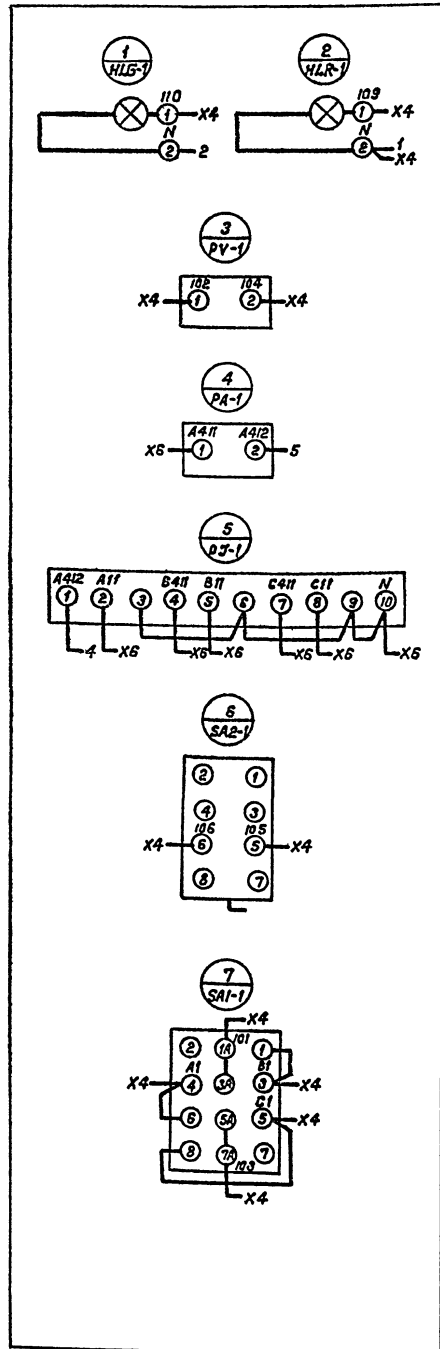 1 2
HLG-1 HLR-1
110 109
1 X4 1 X4
N N
2 2 2 1
X4
3
PV-1
102 104
X4 1 2 X4
4
PA-1
A411 A412
X6 1 2 5
5
PJ-1
A412 A11 B411 B11 C411 C11 N
1 2 3 4 5 6 7 8 9 10
4 X6 X6 X6 X6 X6 X6
6
SA2-1
2 1
4 3
106 105
X4 6 5 X4
8 7
7
SA1-1
X4
101
2 1A 1
A1 B1
X4 4 3A 3 X4
C1
6 5A 5 X4
8 7A 7
103
X4